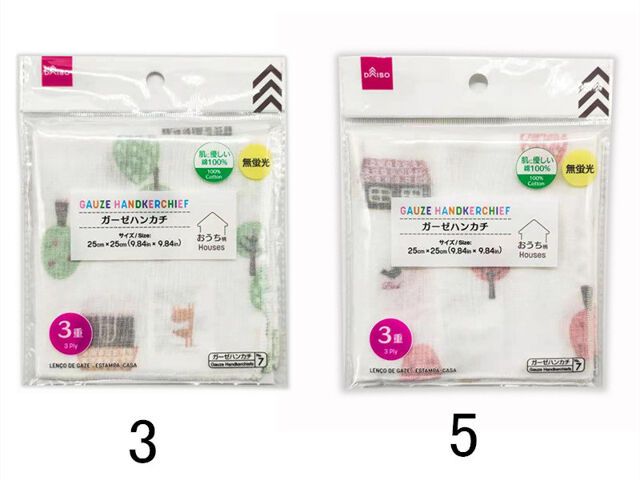 DAISO
肌に優しい
綿100%
100%
Cotton
無蛍光
GAUZE HANDKERCHIEF
ガーゼハンカチ
サイズ/Size:
25cm×25cm(9.84in×9.84in)
おうち柄
Houses
3重
3 Ply
ガーゼハンカチ
Gauze Handkerchiefs
No.7
LENÇO DE GAZE - ESTAMPA: CASA
3
DAISO
肌に優しい
綿100%
100%
Cotton
無蛍光
GAUZE HANDKERCHIEF
ガーゼハンカチ
サイズ/Size:
25cm×25cm(9.84in×9.84in)
おうち柄
Houses
3重
3 Ply
ガーゼハンカチ
Gauze Handkerchiefs
No.7
LENÇO DE GAZE - ESTAMPA: CASA
5